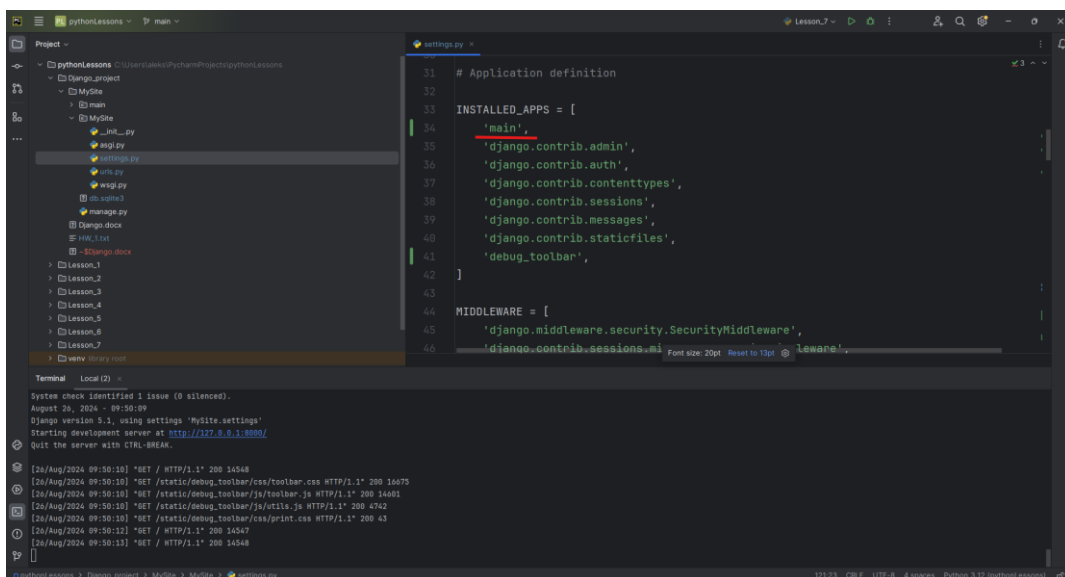 PL pythonLessons main Lesson_7
Project
pythonLessons C:\Users\aleks\PycharmProjects\pythonLessons
Django_project
MySite
main
MySite
__init__.py
asgi.py
settings.py
urls.py
wsgi.py
db.sqlite3
manage.py
Django.docx
HW_1.txt
~$Django.docx
Lesson_1
Lesson_2
Lesson_3
Lesson_4
Lesson_5
Lesson_6
Lesson_7
venv library root
settings.py
3
31 # Application definition
32
33 INSTALLED_APPS = [
34 'main',
35 'django.contrib.admin',
36 'django.contrib.auth',
37 'django.contrib.contenttypes',
38 'django.contrib.sessions',
39 'django.contrib.messages',
40 'django.contrib.staticfiles',
41 'debug_toolbar',
42 ]
43
44 MIDDLEWARE = [
45 'django.middleware.security.SecurityMiddleware',
46 'django.contrib.sessions.mi leware',
Font size: 20pt Reset to 13pt
Terminal Local (2)
System check identified 1 issue (0 silenced).
August 26, 2024 - 09:50:09
Django version 5.1, using settings 'MySite.settings'
Starting development server at http://127.0.0.1:8000/
Quit the server with CTRL-BREAK.
[26/Aug/2024 09:50:10] "GET / HTTP/1.1" 200 14548
[26/Aug/2024 09:50:10] "GET /static/debug_toolbar/css/toolbar.css HTTP/1.1" 200 16675
[26/Aug/2024 09:50:10] "GET /static/debug_toolbar/js/toolbar.js HTTP/1.1" 200 14601
[26/Aug/2024 09:50:10] "GET /static/debug_toolbar/js/utils.js HTTP/1.1" 200 4742
[26/Aug/2024 09:50:10] "GET /static/debug_toolbar/css/print.css HTTP/1.1" 200 43
[26/Aug/2024 09:50:12] "GET / HTTP/1.1" 200 14547
[26/Aug/2024 09:50:13] "GET / HTTP/1.1" 200 14548
pythonLessons > Django_project > MySite > MySite > settings.py 121:23 CRLF UTF-8 4 spaces Python 3.12 (pythonLessons)